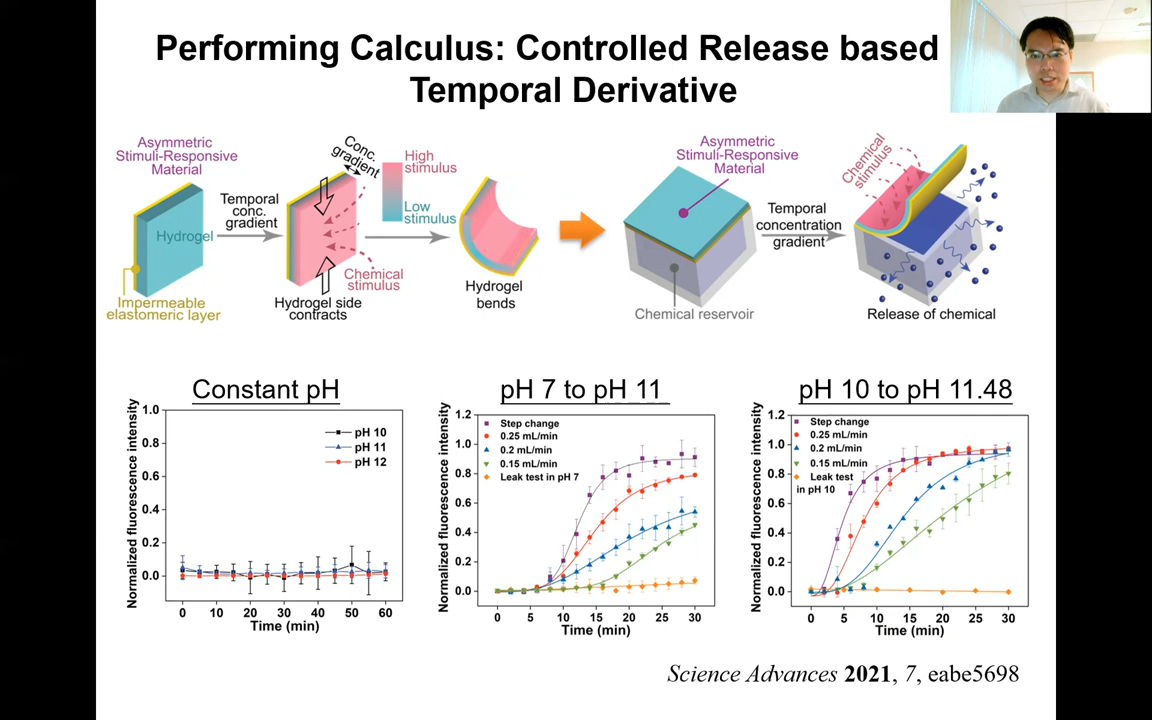 Performing Calculus: Controlled Release based
Temporal Derivative
Asymmetric
Stimuli-Responsive
Material
Hydrogel
Impermeable
elastomeric layer
Temporal
conc.
gradient
Conc.
gradient
High
stimulus
Low
stimulus
Chemical
stimulus
Hydrogel side
contracts
Hydrogel
bends
Asymmetric
Stimuli-Responsive
Material
Chemical reservoir
Temporal
concentration
gradient
Chemical
stimulus
Release of chemical
Constant pH
Normalized fluorescence intensity
1.0
0.8
0.6
0.4
0.2
0.0
pH 10
pH 11
pH 12
0 10 20 30 40 50 60
Time (min)
pH 7 to pH 11
Normalized fluorescence intensity
1.2
1.0
0.8
0.6
0.4
0.2
0.0
Step change
0.25 mL/min
0.2 mL/min
0.15 mL/min
Leak test in pH 7
0 5 10 15 20 25 30
Time (min)
pH 10 to pH 11.48
Normalized fluorescence intensity
1.2
1.0
0.8
0.6
0.4
0.2
0.0
Step change
0.25 mL/min
0.2 mL/min
0.15 mL/min
Leak test
in pH 10
0 5 10 15 20 25 30
Time (min)
Science Advances 2021, 7, eabe5698